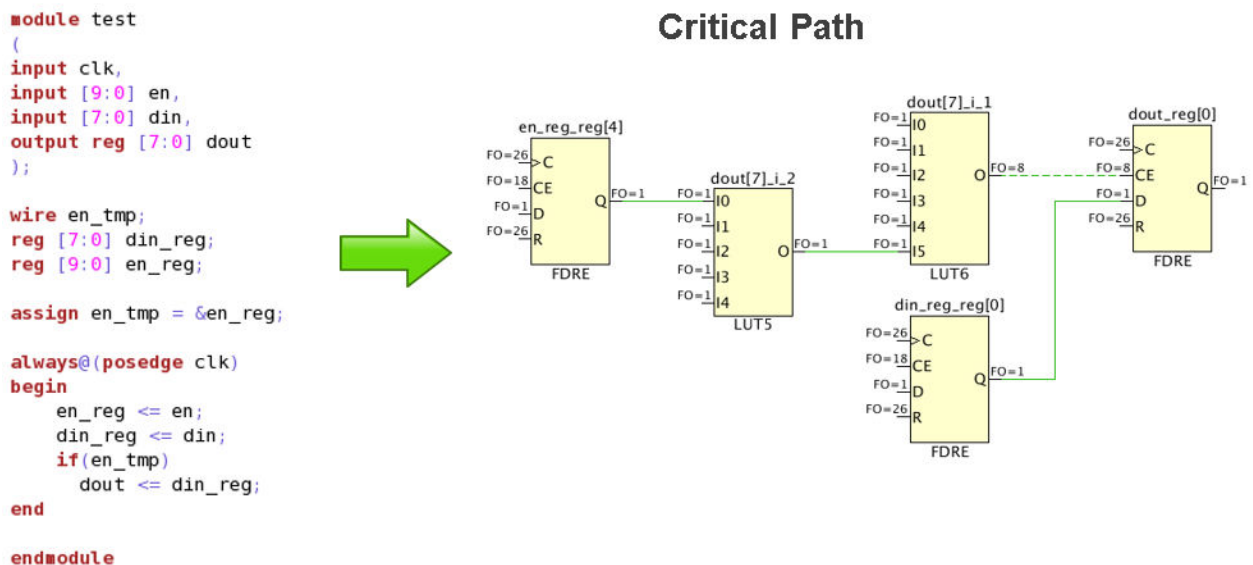 module test
(
input clk,
input [9:0] en,
input [7:0] din,
output reg [7:0] dout
);
wire en_tmp;
reg [7:0] din_reg;
reg [9:0] en_reg;
assign en_tmp = &en_reg;
always@(posedge clk)
begin
en_reg <= en;
din_reg <= din;
if(en_tmp)
dout <= din_reg;
end
endmodule
Critical Path
en_reg_reg[4]
FO=26 C
FO=18 CE
FO=1 D
FO=26 R
Q FO=1
FDRE
dout[7]_i_2
FO=1 I0
FO=1 I1
FO=1 I2
FO=1 I3
FO=1 I4
O FO=1
LUT5
dout[7]_i_1
FO=1 I0
FO=1 I1
FO=1 I2
FO=1 I3
FO=1 I4
FO=1 I5
O FO=8
LUT6
din_reg_reg[0]
FO=26 C
FO=18 CE
FO=1 D
FO=26 R
Q FO=1
FDRE
dout_reg[0]
FO=26 C
FO=8 CE
FO=1 D
FO=26 R
Q FO=1
FDRE